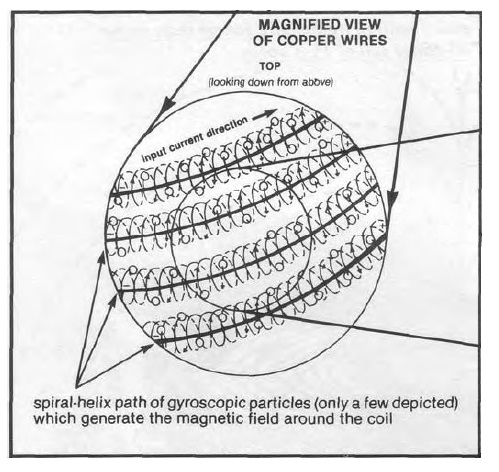 MAGNIFIED VIEW
OF COPPER WIRES
TOP
(looking down from above)
input current direction
spiral-helix path of gyroscopic particles (only a few depicted)
which generate the magnetic field around the coil